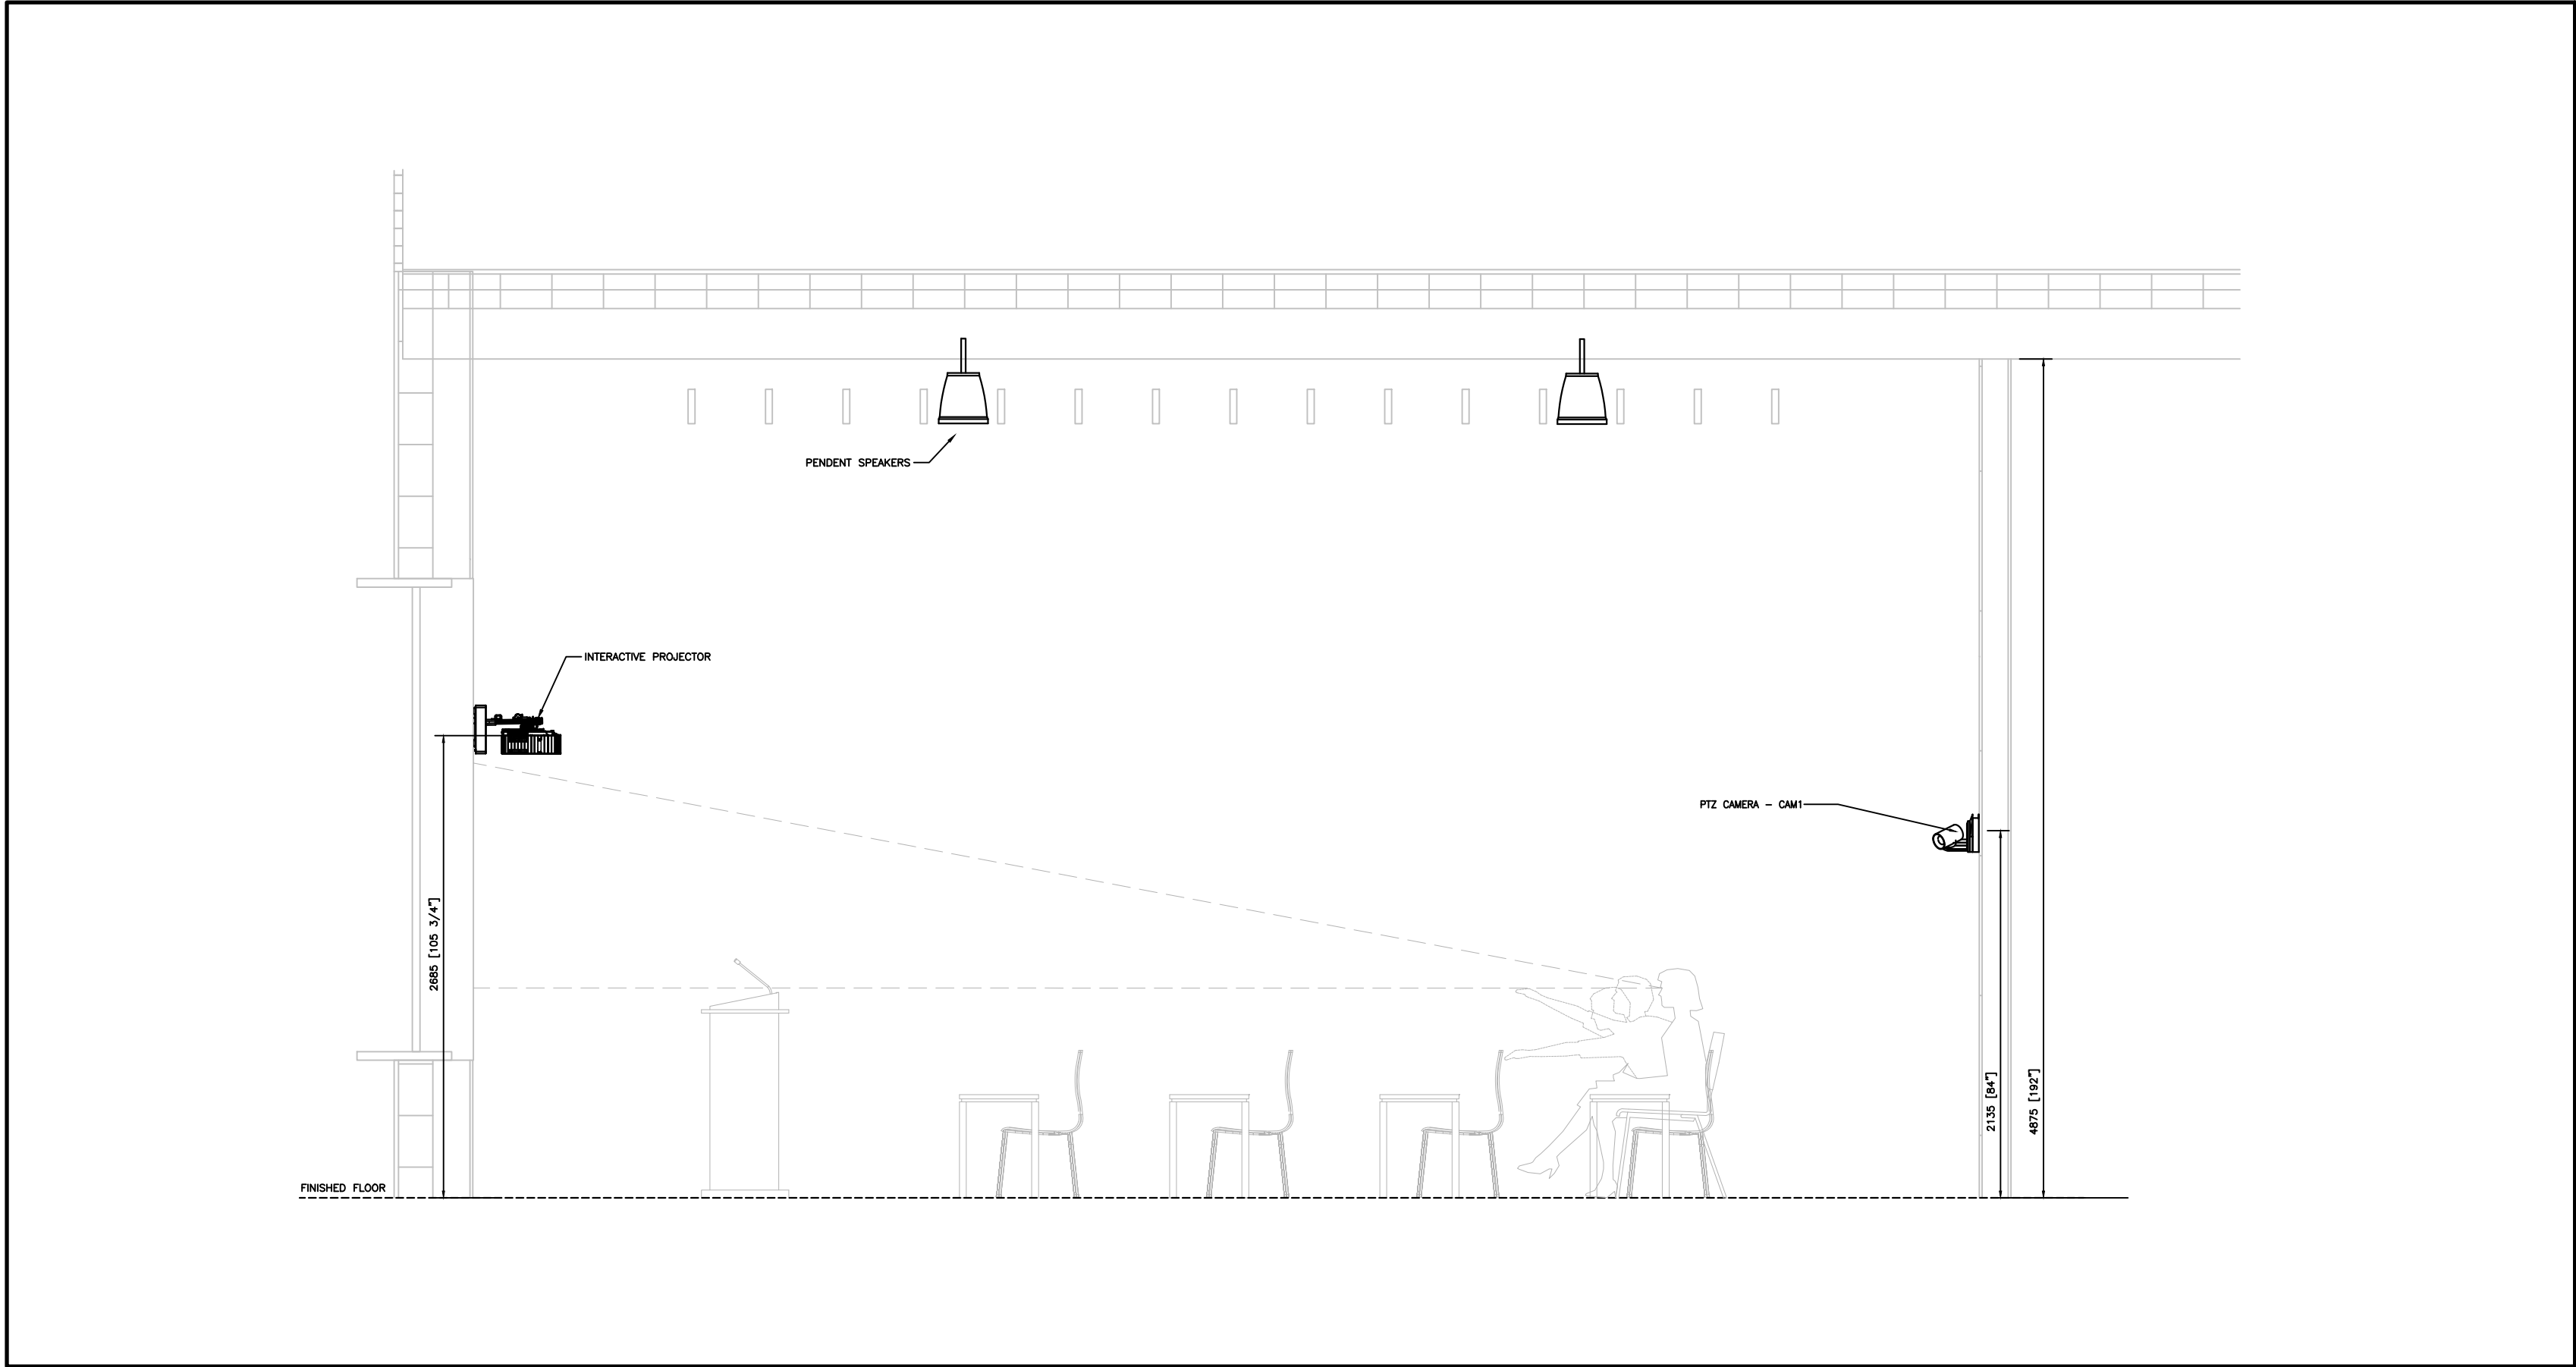 PENDENT SPEAKERS
INTERACTIVE PROJECTOR
PTZ CAMERA - CAM1
2685 [105 3/4"]
2135 [84"]
4875 [192"]
FINISHED FLOOR